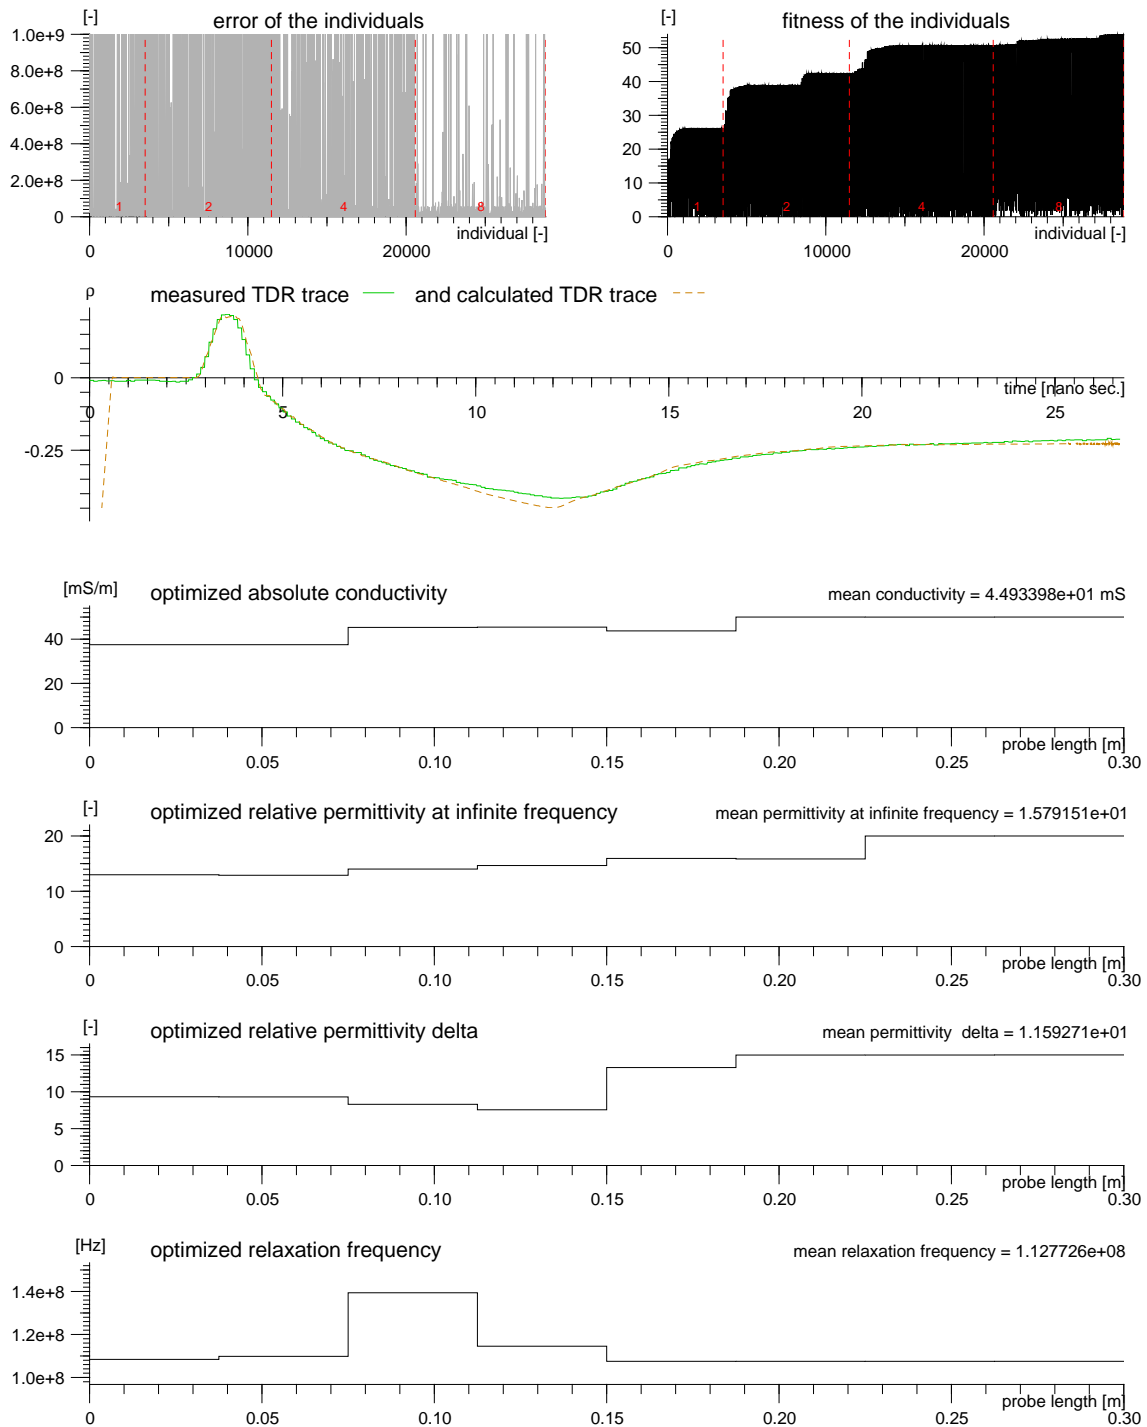 [-] error of the individuals
1.0e+9
8.0e+8
6.0e+8
4.0e+8
2.0e+8
0
1 2 4 8
individual [-]
0 10000 20000
[-] fitness of the individuals
50
40
30
20
10
0
1 2 4 8
individual [-]
0 10000 20000
ρ measured TDR trace and calculated TDR trace
0
-0.25
time [nano sec.]
0 5 10 15 20 25
[mS/m] optimized absolute conductivity mean conductivity = 4.493398e+01 mS
40
20
0
probe length [m]
0 0.05 0.10 0.15 0.20 0.25 0.30
[-] optimized relative permittivity at infinite frequency mean permittivity at infinite frequency = 1.579151e+01
20
10
0
probe length [m]
0 0.05 0.10 0.15 0.20 0.25 0.30
[-] optimized relative permittivity delta mean permittivity delta = 1.159271e+01
15
10
5
0
probe length [m]
0 0.05 0.10 0.15 0.20 0.25 0.30
[Hz] optimized relaxation frequency mean relaxation frequency = 1.127726e+08
1.4e+8
1.2e+8
1.0e+8
probe length [m]
0 0.05 0.10 0.15 0.20 0.25 0.30